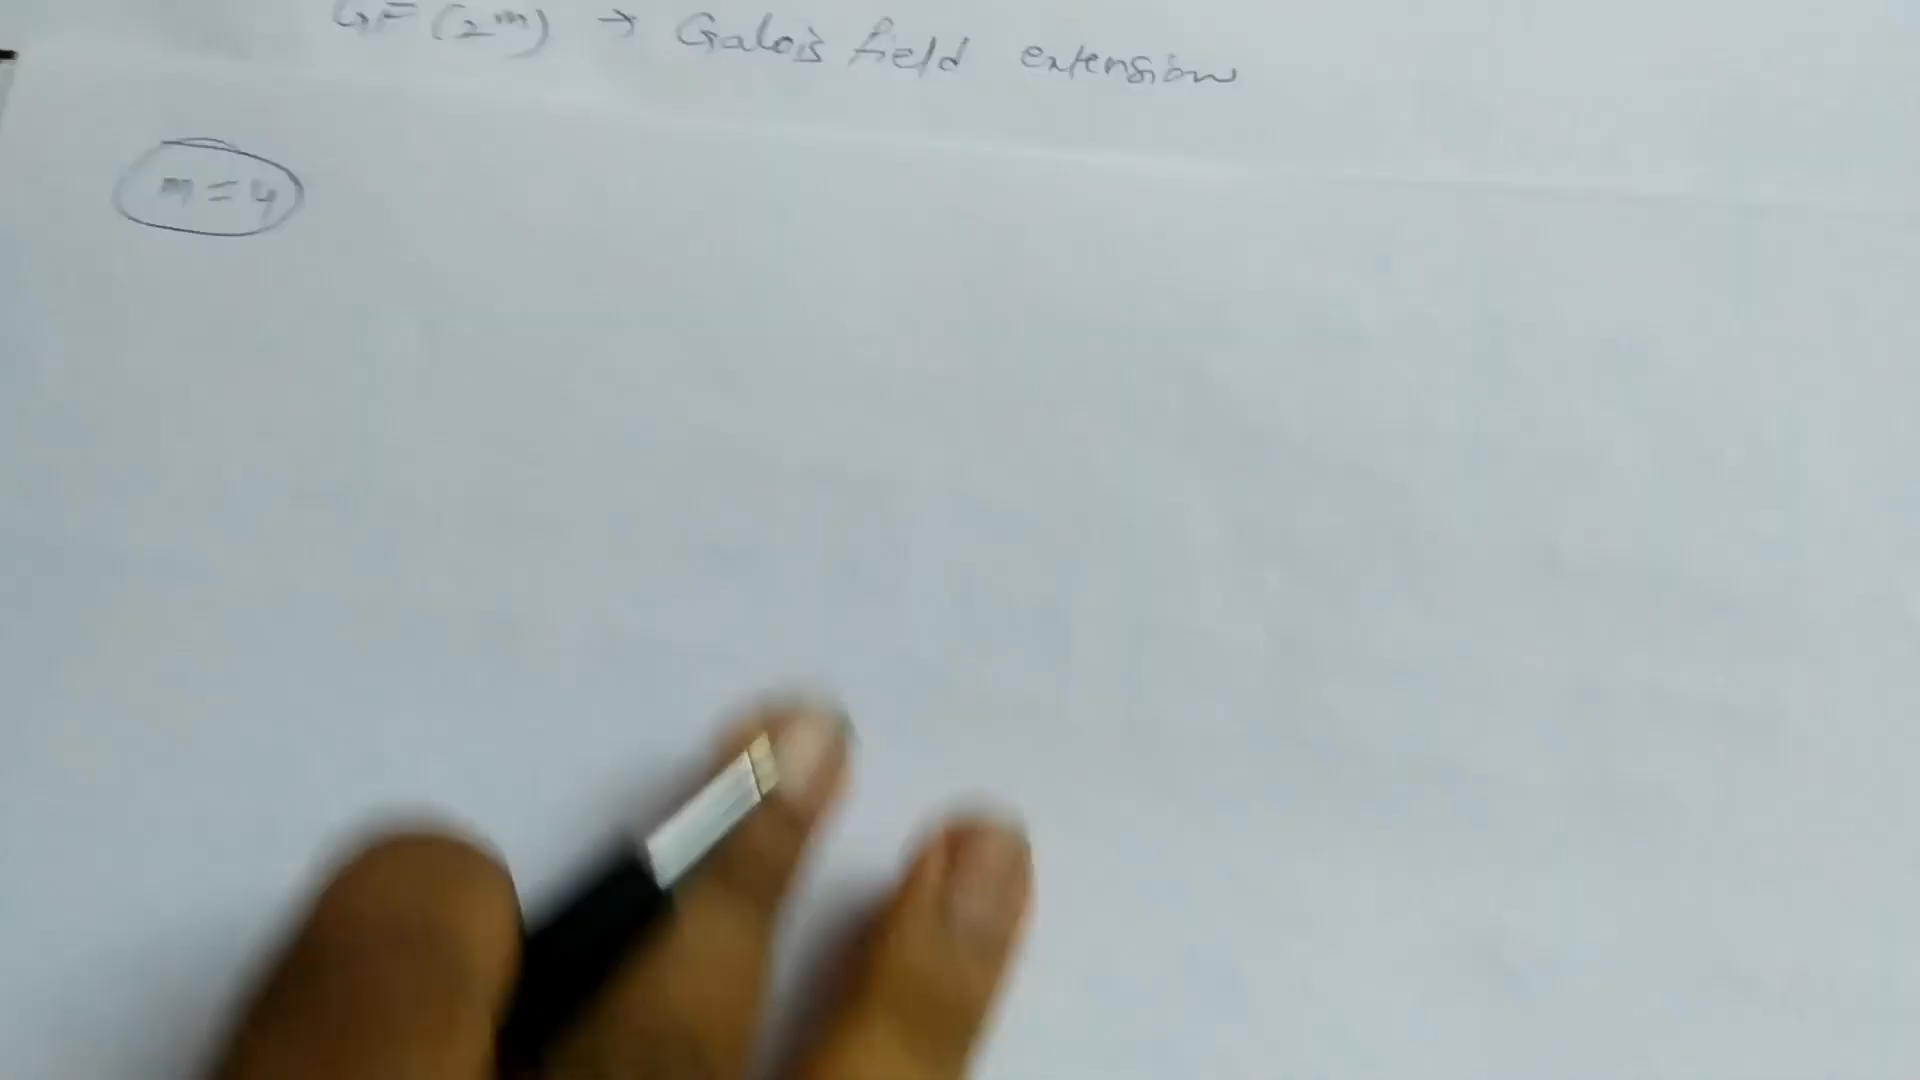 GF (2^m) → Galois field extension
m = 4